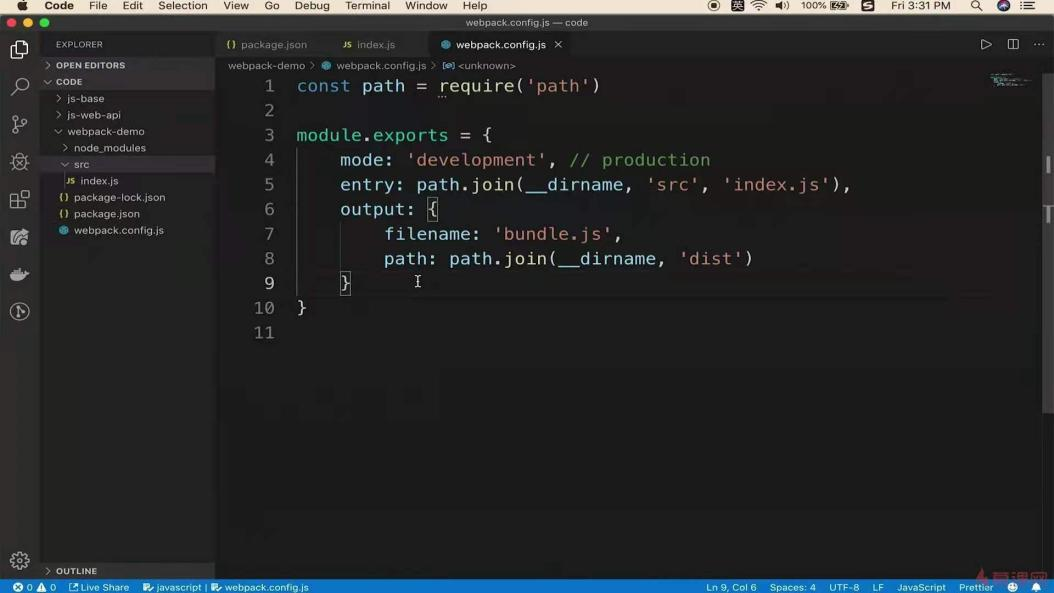 Code File Edit Selection View Go Debug Terminal Window Help 100% 英 Fri 3:31 PM
webpack.config.js — code
EXPLORER
package.json
JS index.js
webpack.config.js
OPEN EDITORS
webpack-demo > webpack.config.js > <unknown>
CODE
js-base
js-web-api
webpack-demo
node_modules
src
JS index.js
package-lock.json
package.json
webpack.config.js
1 const path = require('path')
2
3 module.exports = {
4 mode: 'development', // production
5 entry: path.join(__dirname, 'src', 'index.js'),
6 output: {
7 filename: 'bundle.js',
8 path: path.join(__dirname, 'dist')
9 }
10 }
11
OUTLINE
0 0 Live Share javascript | webpack.config.js Ln 9, Col 6 Spaces: 4 UTF-8 LF JavaScript Prettier